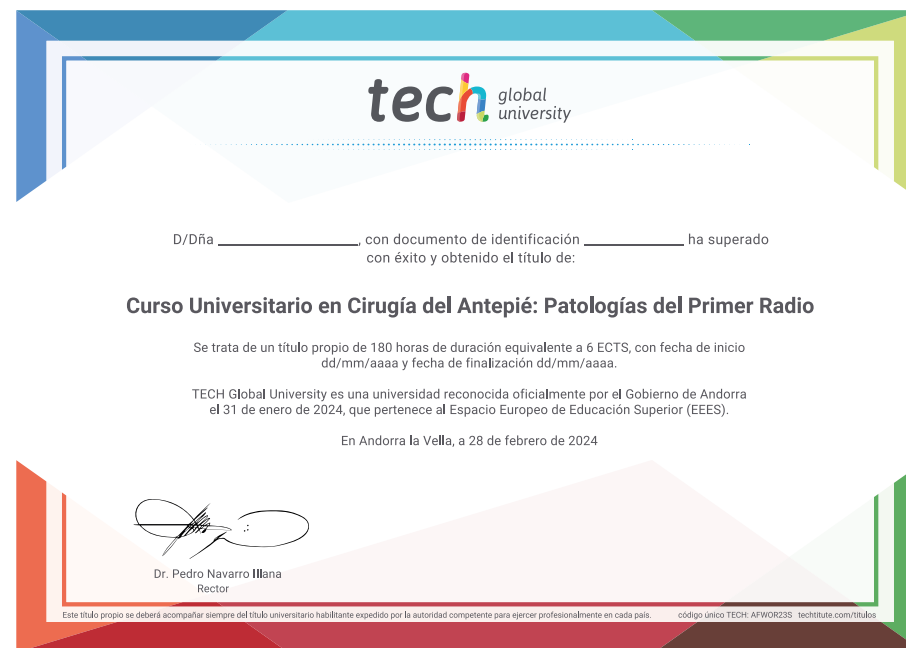 tech global university
D/Dña ____________, con documento de identificación ____________ ha superado
con éxito y obtenido el título de:
Curso Universitario en Cirugía del Antepié: Patologías del Primer Radio
Se trata de un título propio de 180 horas de duración equivalente a 6 ECTS, con fecha de inicio
dd/mm/aaaa y fecha de finalización dd/mm/aaaa.
TECH Global University es una universidad reconocida oficialmente por el Gobierno de Andorra
el 31 de enero de 2024, que pertenece al Espacio Europeo de Educación Superior (EEES).
En Andorra la Vella, a 28 de febrero de 2024
Dr. Pedro Navarro Illana
Rector
Este título propio se deberá acompañar siempre del título universitario habilitante expedido por la autoridad competente para ejercer profesionalmente en cada país. código único TECH: AFWOR23S techtitute.com/titulos